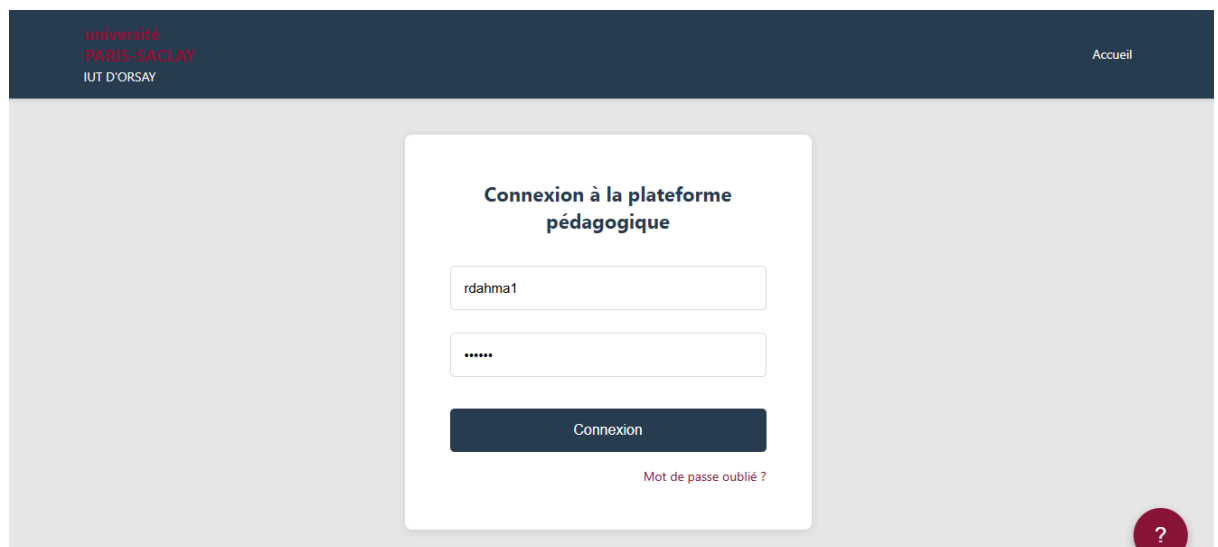 université
PARIS-SACLAY
IUT D'ORSAY
Accueil
Connexion à la plateforme
pédagogique
rdahma1
••••••
Connexion
Mot de passe oublié ?
?